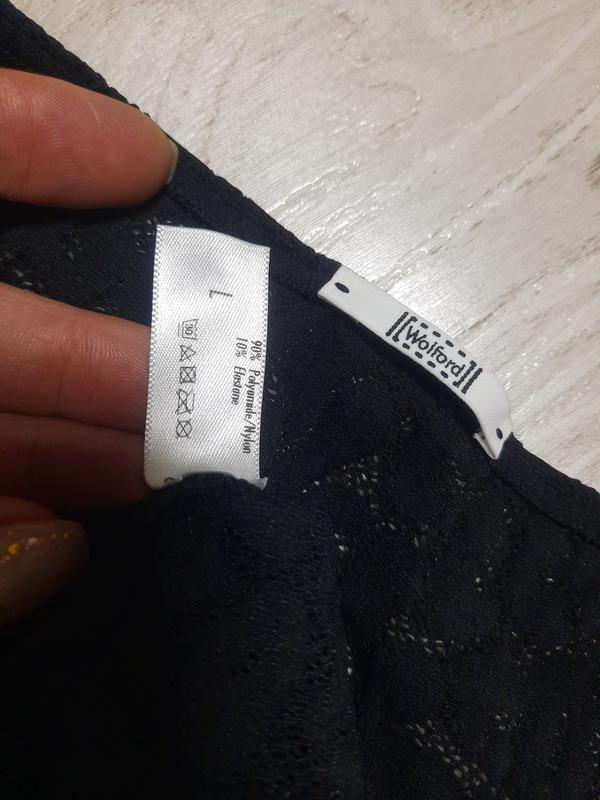 L
30
90% Polyamide/Nylon
10% Elastane
Wolford